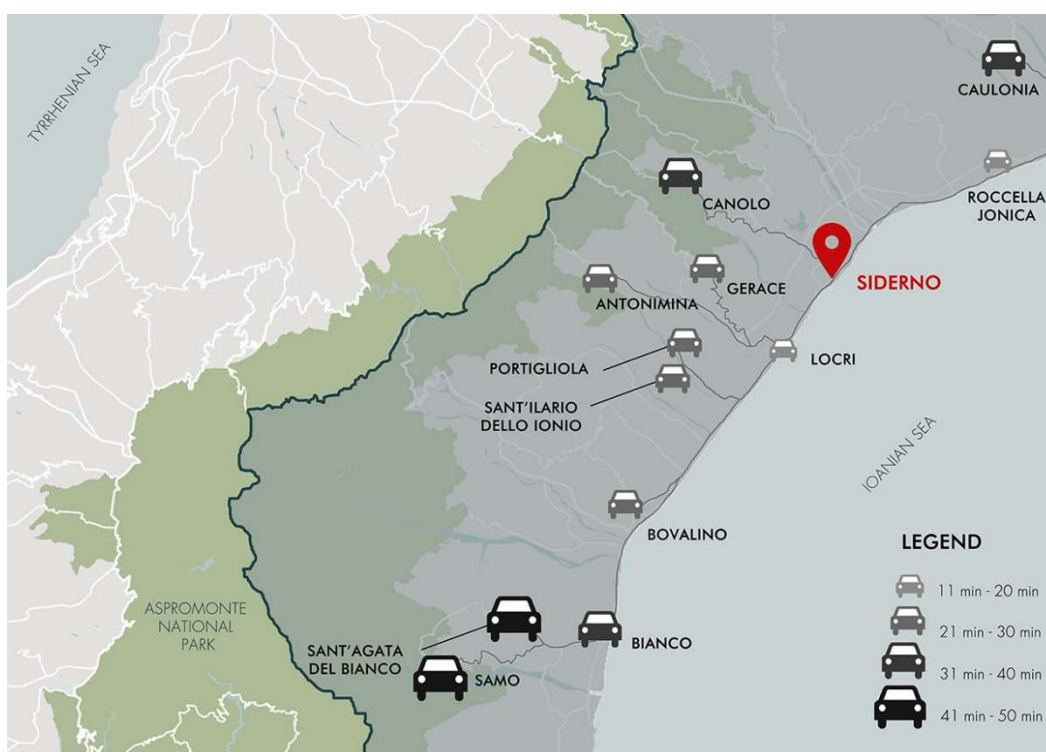 TYRRHENIAN SEA
CAULONIA
ROCCELLA
JONICA
CANOLO
SIDERNO
GERACE
ANTONIMINA
LOCRI
PORTIGLIOLA
SANT'ILARIO
DELLO IONIO
IOANIAN SEA
BOVALINO
LEGEND
11 min - 20 min
21 min - 30 min
31 min - 40 min
41 min - 50 min
ASPROMONTE
NATIONAL
PARK
SANT'AGATA
DEL BIANCO
BIANCO
SAMO